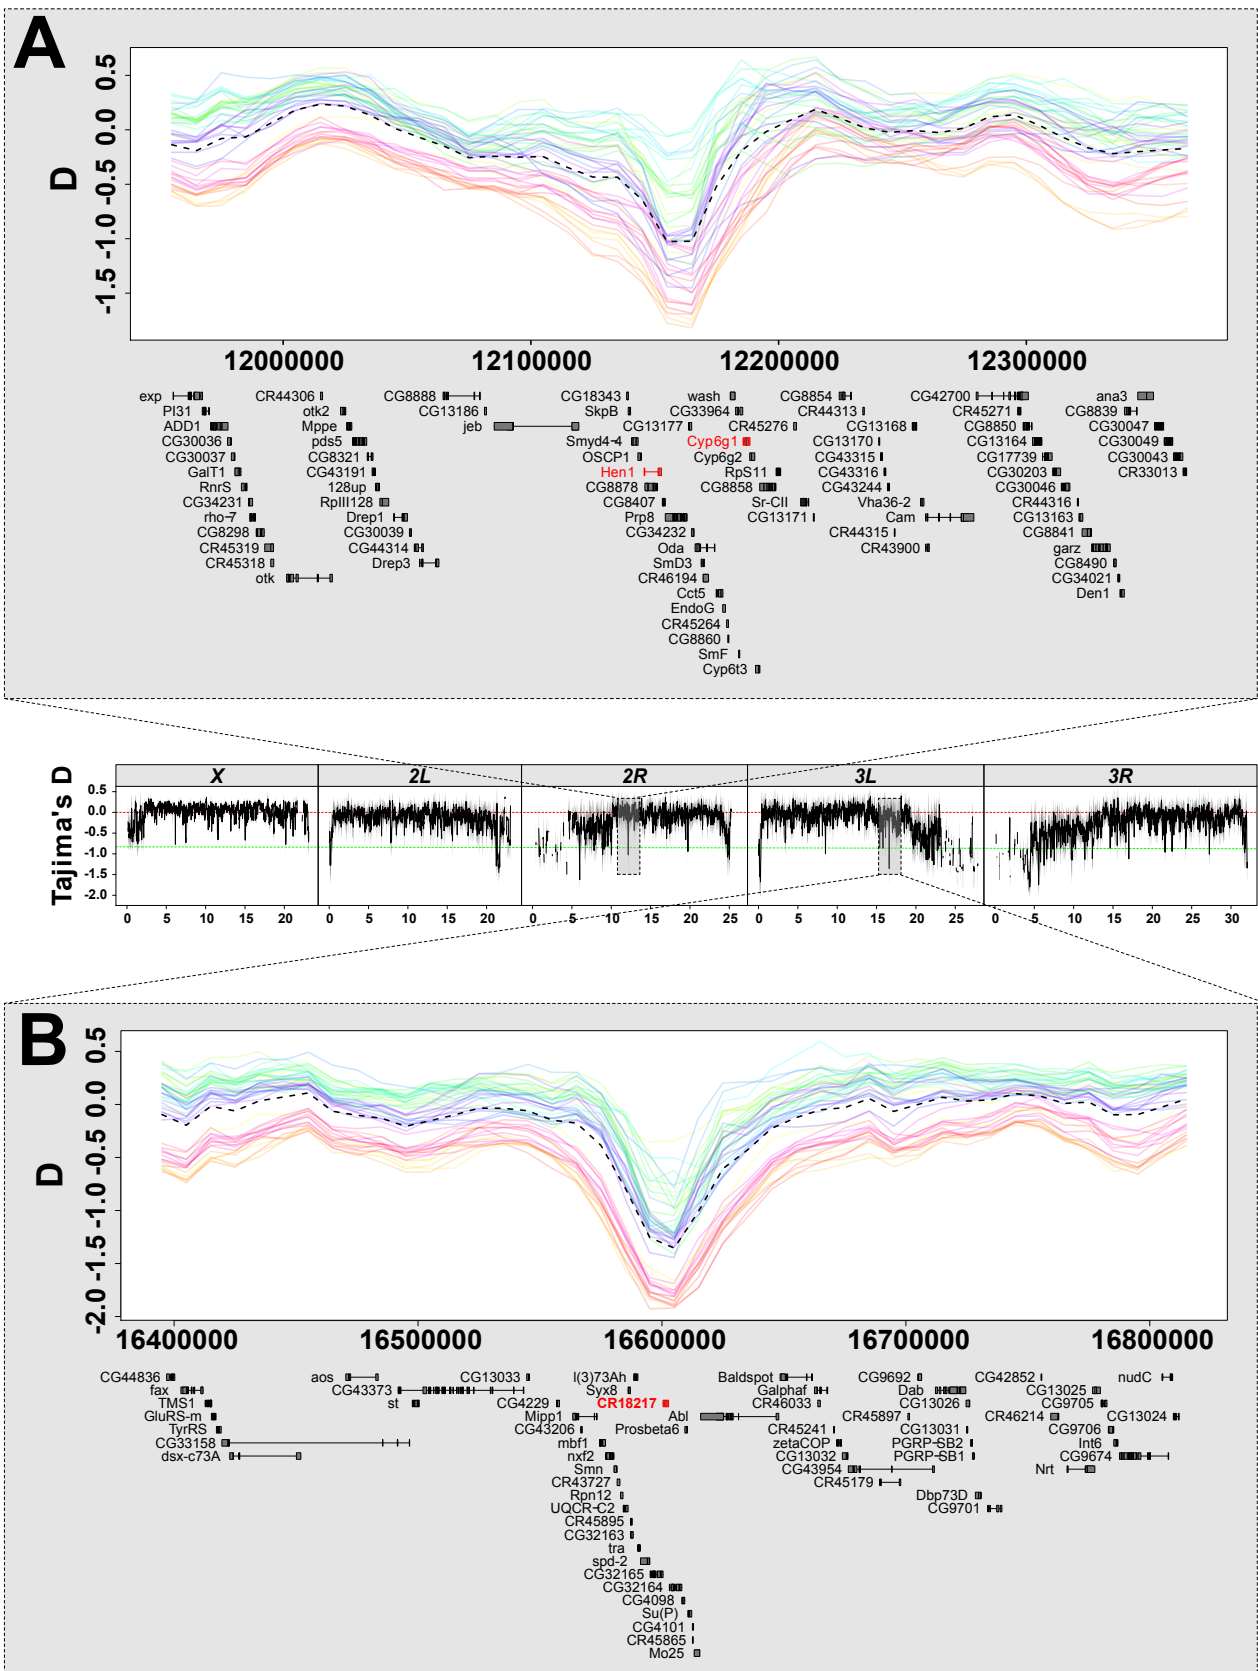 A
D
0.5
0.0
-0.5
-1.0
-1.5
12000000 12100000 12200000 12300000
exp CR44306 CG8888 CG18343 wash CG8854 CG42700 ana3
PI31 otk2 CG13186 SkpB CG33964 CR44313 CR45271 CG8839
ADD1 Mppe jeb CG13177 CR45276 CG13168 CG8850 CG30047
CG30036 pds5 Smyd4-4 Cyp6g1 CG13170 CG13164 CG30049
CG30037 CG8321 OSCP1 Cyp6g2 CG43315 CG17739 CG30043
GalT1 CG43191 Hen1 RpS11 CG43316 CG30203 CR33013
RnrS 128up CG8878 CG8858 CG43244 CG30046
CG34231 RpIII128 CG8407 Sr-CII Vha36-2 CR44316
rho-7 Drep1 Prp8 CG13171 Cam CG13163
CG8298 CG30039 CG34232 CR44315 CG8841
CR45319 CG44314 Oda CR43900 garz
CR45318 Drep3 SmD3 CG8490
otk CR46194 CG34021
Cct5 Den1
EndoG
CR45264
CG8860
SmF
Cyp6t3
X 2L 2R 3L 3R
Tajima's D
0.5
0.0
-0.5
-1.0
-1.5
-2.0
0 5 10 15 20 0 5 10 15 20 0 5 10 15 20 25 0 5 10 15 20 25 0 5 10 15 20 25 30
B
D
0.5
0.0
-0.5
-1.0
-1.5
-2.0
16400000 16500000 16600000 16700000 16800000
CG44836 aos CG13033 l(3)73Ah Baldspot CG9692 CG42852 nudC
fax CG43373 Syx8 Galphaf Dab CG13025
TMS1 st CG4229 CR18217 CR46033 CG13026 CG9705
GluRS-m Mipp1 Abl CR45897 CR46214 CG13024
TyrRS CG43206 Prosbeta6 CR45241 CG13031 CG9706
CG33158 mbf1 zetaCOP PGRP-SB2 Int6
dsx-c73A nxf2 CG13032 PGRP-SB1 CG9674
Smn CG43954 Nrt
CR43727 CR45179
Rpn12 Dbp73D
UQCR-C2 CG9701
CR45895
CG32163
tra
spd-2
CG32165
CG32164
CG4098
Su(P)
CG4101
CR45865
Mo25